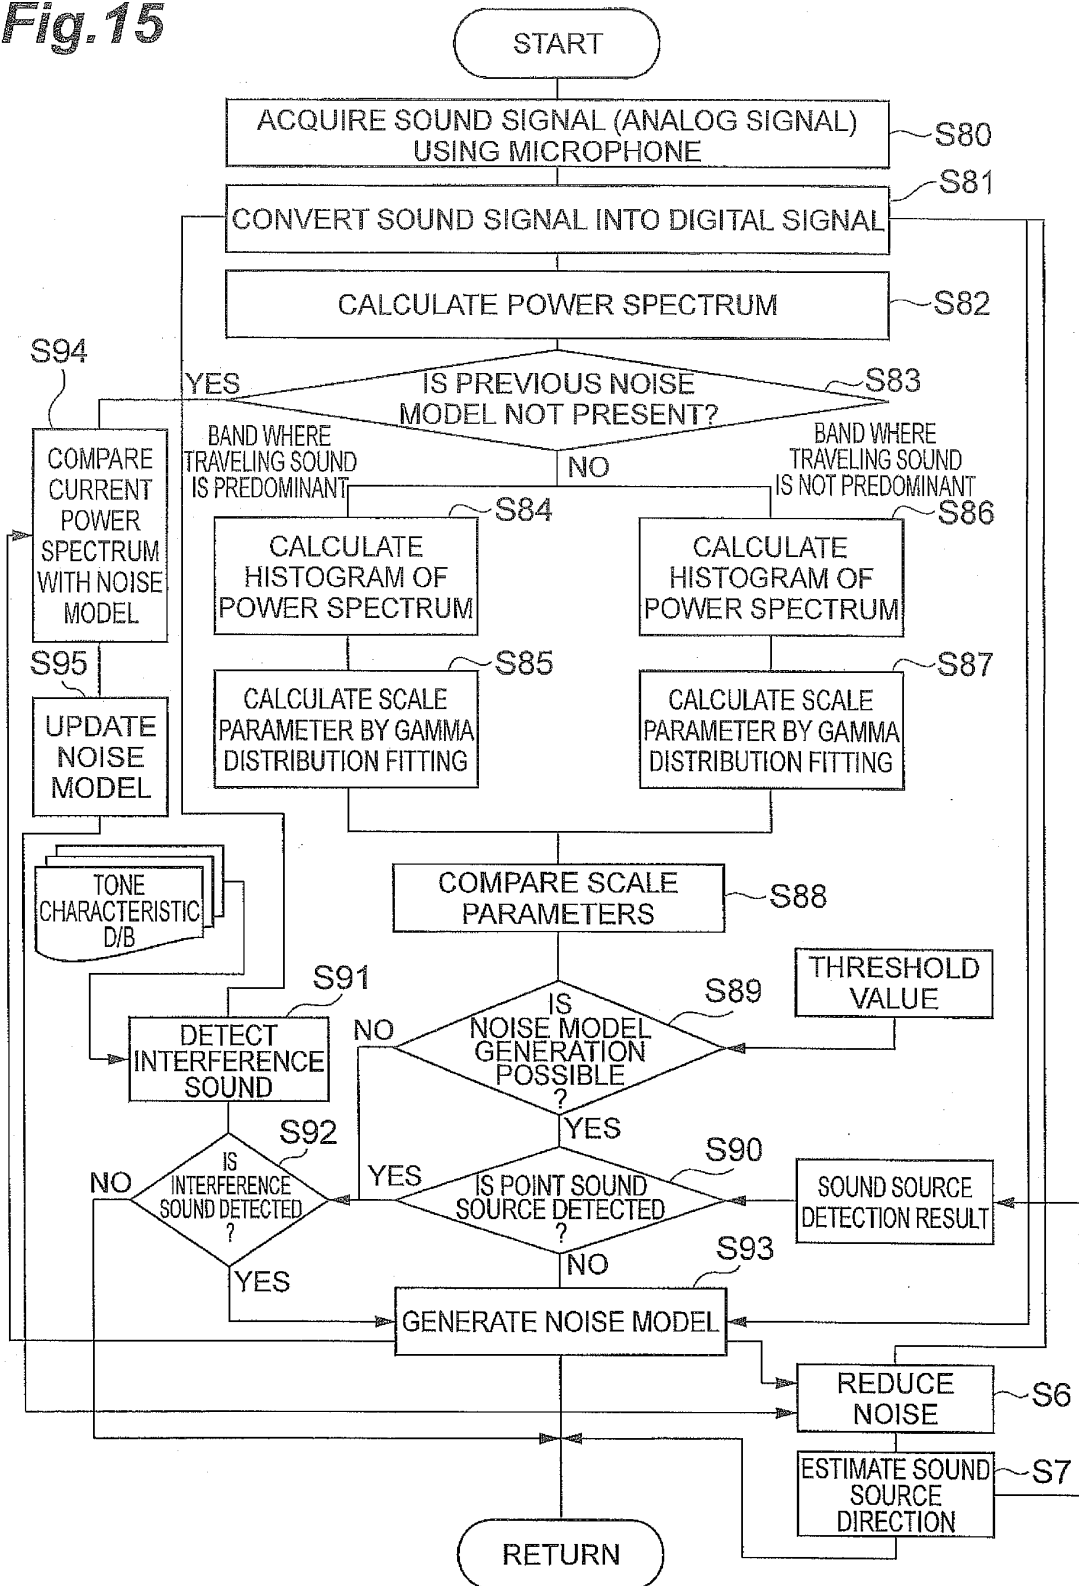 Fig.15
START
ACQUIRE SOUND SIGNAL (ANALOG SIGNAL)
USING MICROPHONE
S80
S81
CONVERT SOUND SIGNAL INTO DIGITAL SIGNAL
CALCULATE POWER SPECTRUM
S82
S94
YES
IS PREVIOUS NOISE
MODEL NOT PRESENT?
S83
BAND WHERE
TRAVELING SOUND
IS PREDOMINANT
NO
BAND WHERE
TRAVELING SOUND
IS NOT PREDOMINANT
COMPARE
CURRENT
POWER
SPECTRUM
WITH NOISE
MODEL
S84
CALCULATE
HISTOGRAM OF
POWER SPECTRUM
S86
CALCULATE
HISTOGRAM OF
POWER SPECTRUM
S95
UPDATE
NOISE
MODEL
S85
CALCULATE SCALE
PARAMETER BY GAMMA
DISTRIBUTION FITTING
S87
CALCULATE SCALE
PARAMETER BY GAMMA
DISTRIBUTION FITTING
TONE
CHARACTERISTIC
D/B
COMPARE SCALE
PARAMETERS
S88
S91
DETECT
INTERFERENCE
SOUND
NO
IS
NOISE MODEL
GENERATION
POSSIBLE
?
S89
THRESHOLD
VALUE
YES
S92
NO
IS
INTERFERENCE
SOUND DETECTED
?
YES
YES
IS POINT SOUND
SOURCE DETECTED
?
S90
SOUND SOURCE
DETECTION RESULT
NO
S93
GENERATE NOISE MODEL
REDUCE
NOISE
S6
ESTIMATE SOUND
SOURCE
DIRECTION
S7
RETURN